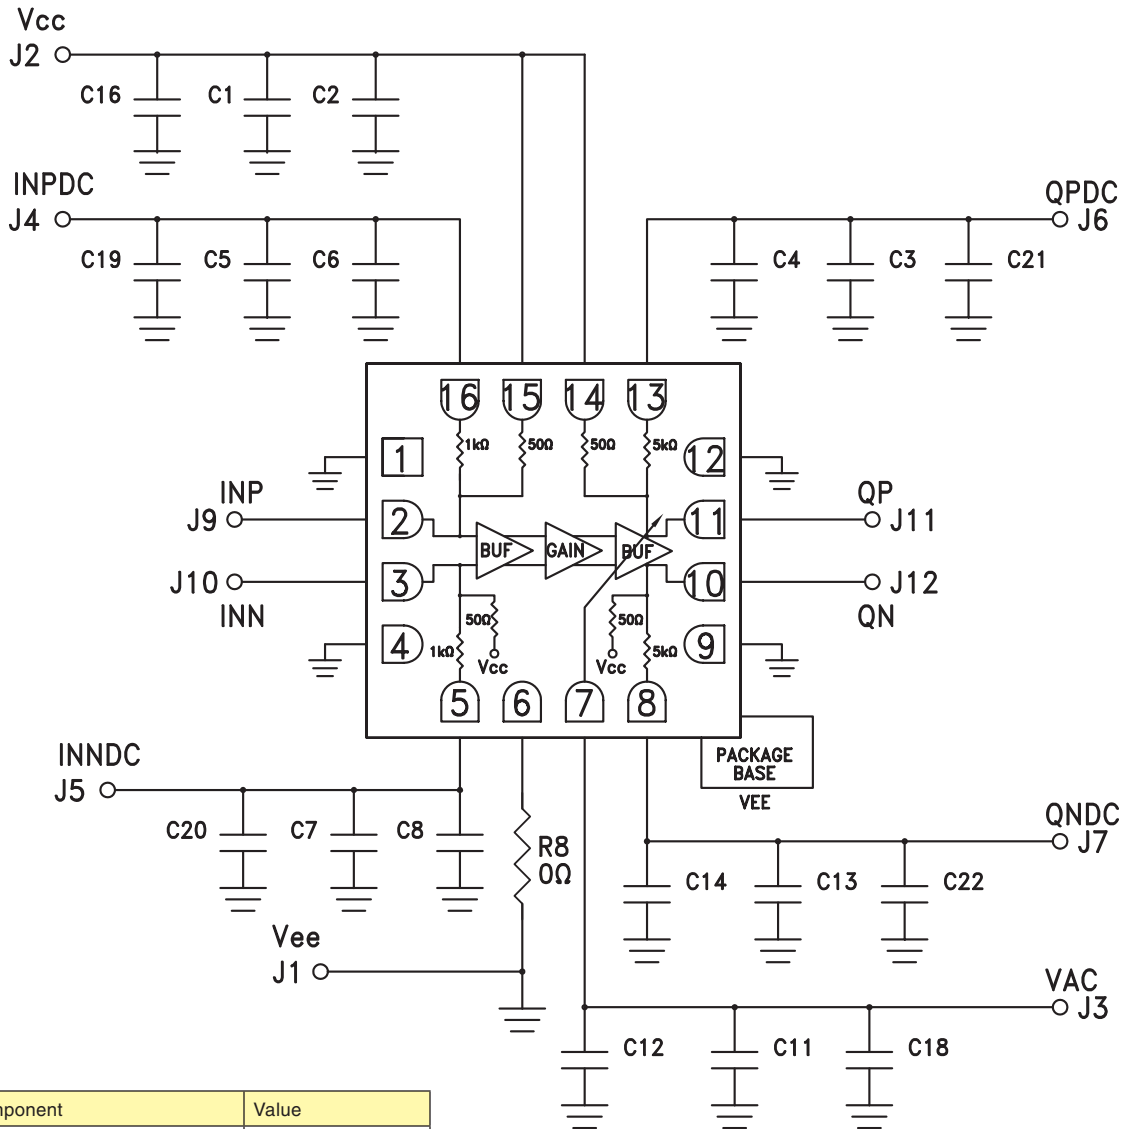 Vcc
J2
C16 C1 C2
INPDC
J4
C19 C5 C6
QPDC
J6
C4 C3 C21
16 15 14 13
1kΩ 50Ω 50Ω 5kΩ
1 12
INP
J9
2 11
QP
J11
BUF GAIN BUF
J10
INN
3 10
J12
QN
50Ω 50Ω
4 9
1kΩ 5kΩ
Vcc Vcc
5 6 7 8
PACKAGE
BASE
VEE
INNDC
J5
C20 C7 C8
R8
0Ω
QNDC
J7
C14 C13 C22
Vee
J1
VAC
J3
C12 C11 C18
Value